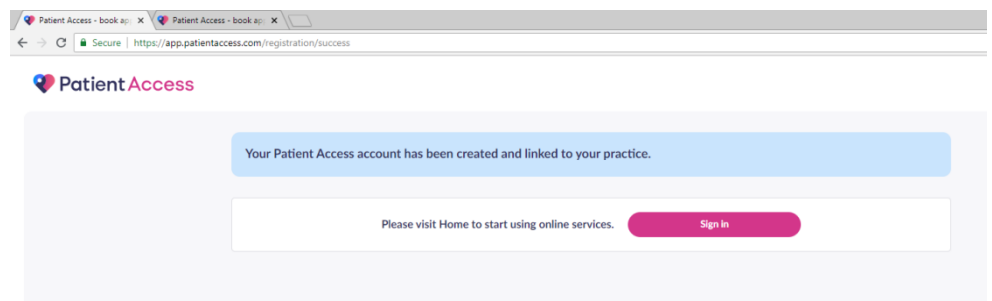 Patient Access - book ap
Patient Access - book ap
Secure | https://app.patientaccess.com/registration/success
Patient Access
Your Patient Access account has been created and linked to your practice.
Please visit Home to start using online services. Sign in